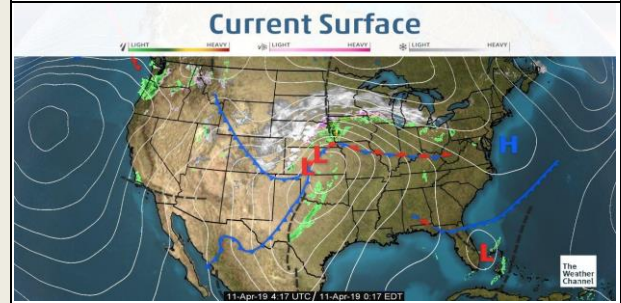 Current Surface
LIGHT HEAVY LIGHT HEAVY LIGHT HEAVY
H
L
L
L
The
Weather
Channel
11-Apr-19 4:17 UTC / 11-Apr-19 0:17 EDT